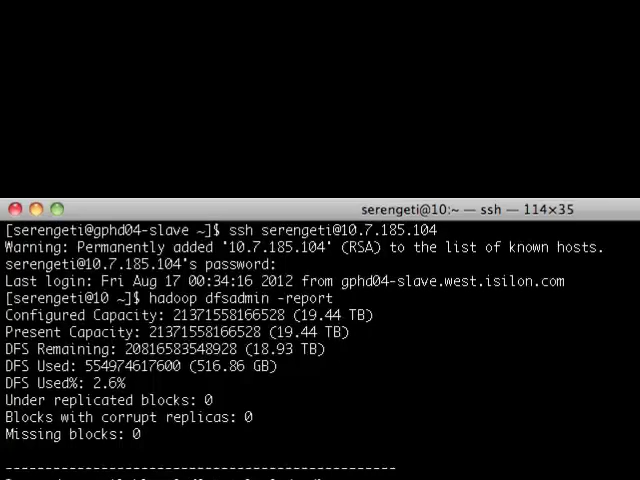 serengeti@10:~ — ssh — 114×35
[serengeti@gphd04-slave ~]$ ssh serengeti@10.7.185.104
Warning: Permanently added '10.7.185.104' (RSA) to the list of known hosts.
serengeti@10.7.185.104's password:
Last login: Fri Aug 17 00:34:16 2012 from gphd04-slave.west.isilon.com
[serengeti@10 ~]$ hadoop dfsadmin -report
Configured Capacity: 21371558166528 (19.44 TB)
Present Capacity: 21371558166528 (19.44 TB)
DFS Remaining: 20816583548928 (18.93 TB)
DFS Used: 554974617600 (516.86 GB)
DFS Used%: 2.6%
Under replicated blocks: 0
Blocks with corrupt replicas: 0
Missing blocks: 0
-------------------------------------------------